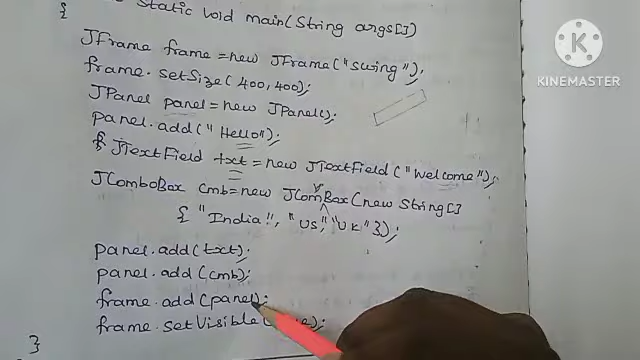 static void main(String args[])
{
JFrame frame = new JFrame("Swing");
frame.setSize(400,400);
JPanel panel = new JPanel();
panel.add("Hello");
JTextField txt = new JTextField("Welcome");
JComboBox cmb = new JComBox(new String[]
{ "India", "US", "UK" });
panel.add(txt);
panel.add(cmb);
frame.add(panel);
frame.setVisible(
}
KINEMASTER